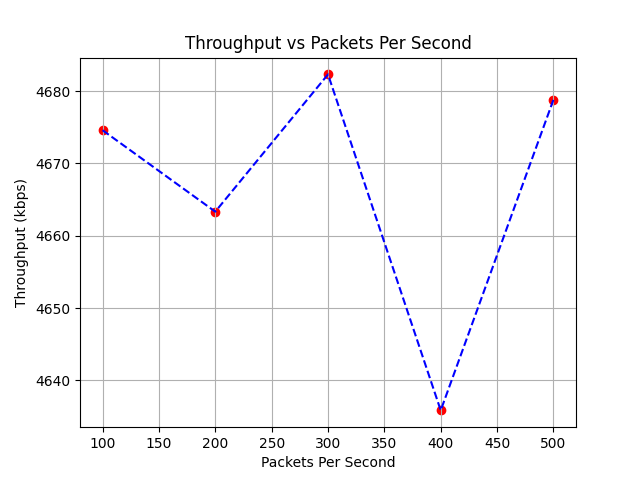 Throughput vs Packets Per Second
Throughput (kbps)
4680
4670
4660
4650
4640
100 150 200 250 300 350 400 450 500
Packets Per Second